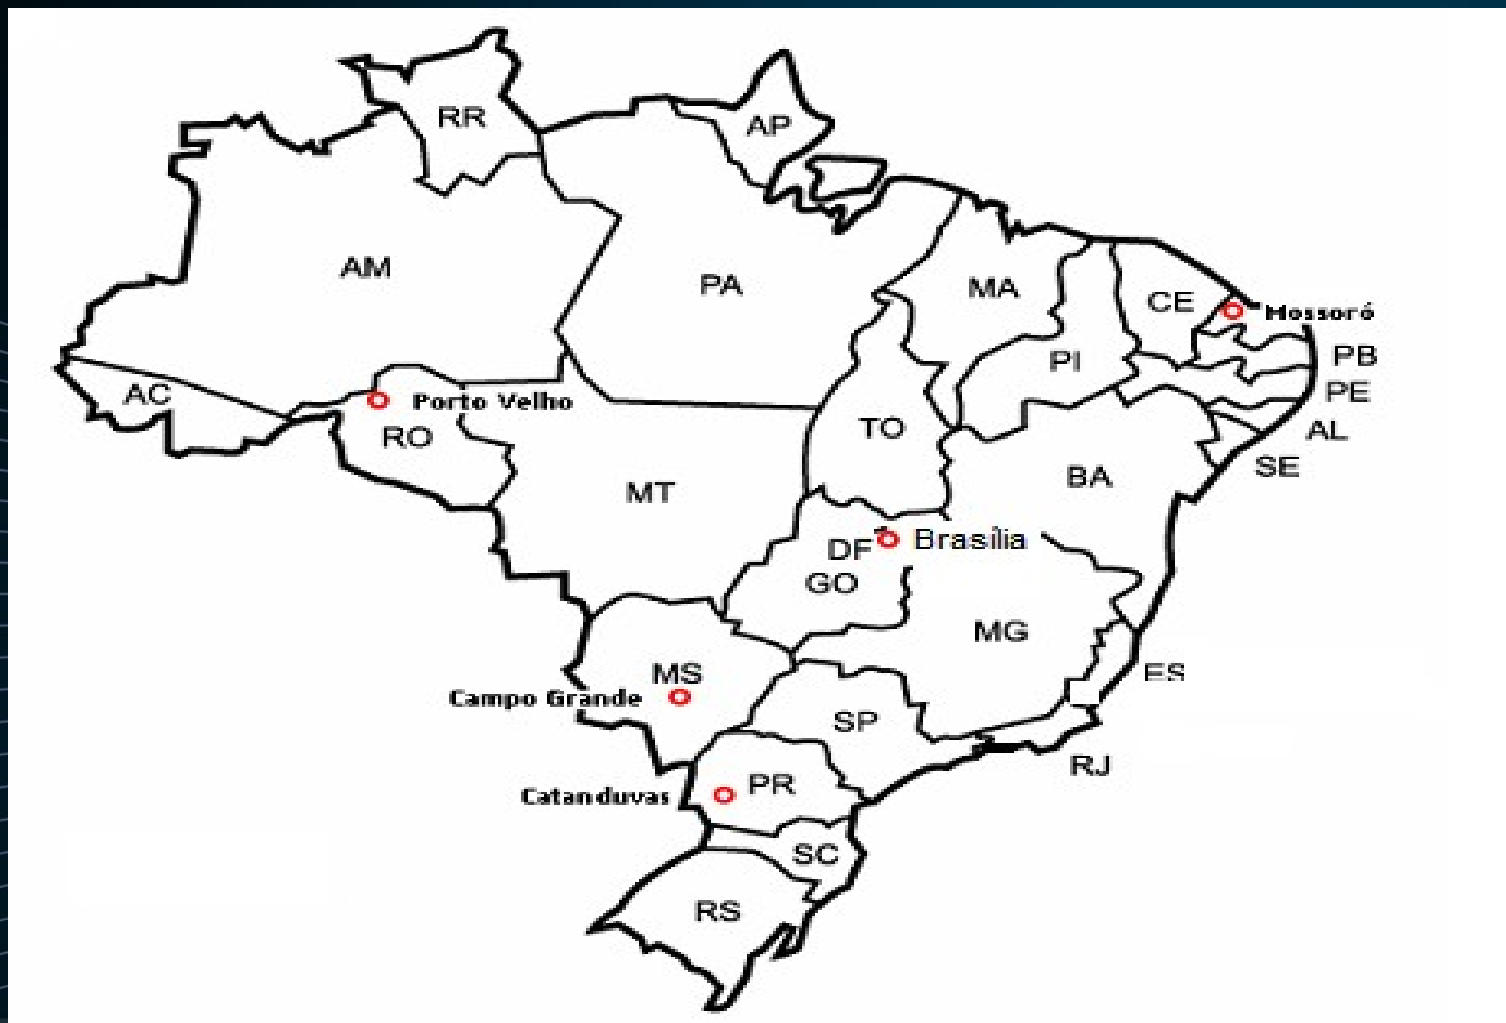 RR
AP
AM
PA
MA
CE
Mossoró
PI
PB
PE
AC
Porto Velho
RO
TO
AL
SE
BA
MT
DF
Brasília
GO
MG
MS
ES
Campo Grande
SP
RJ
Catanduvas
PR
SC
RS